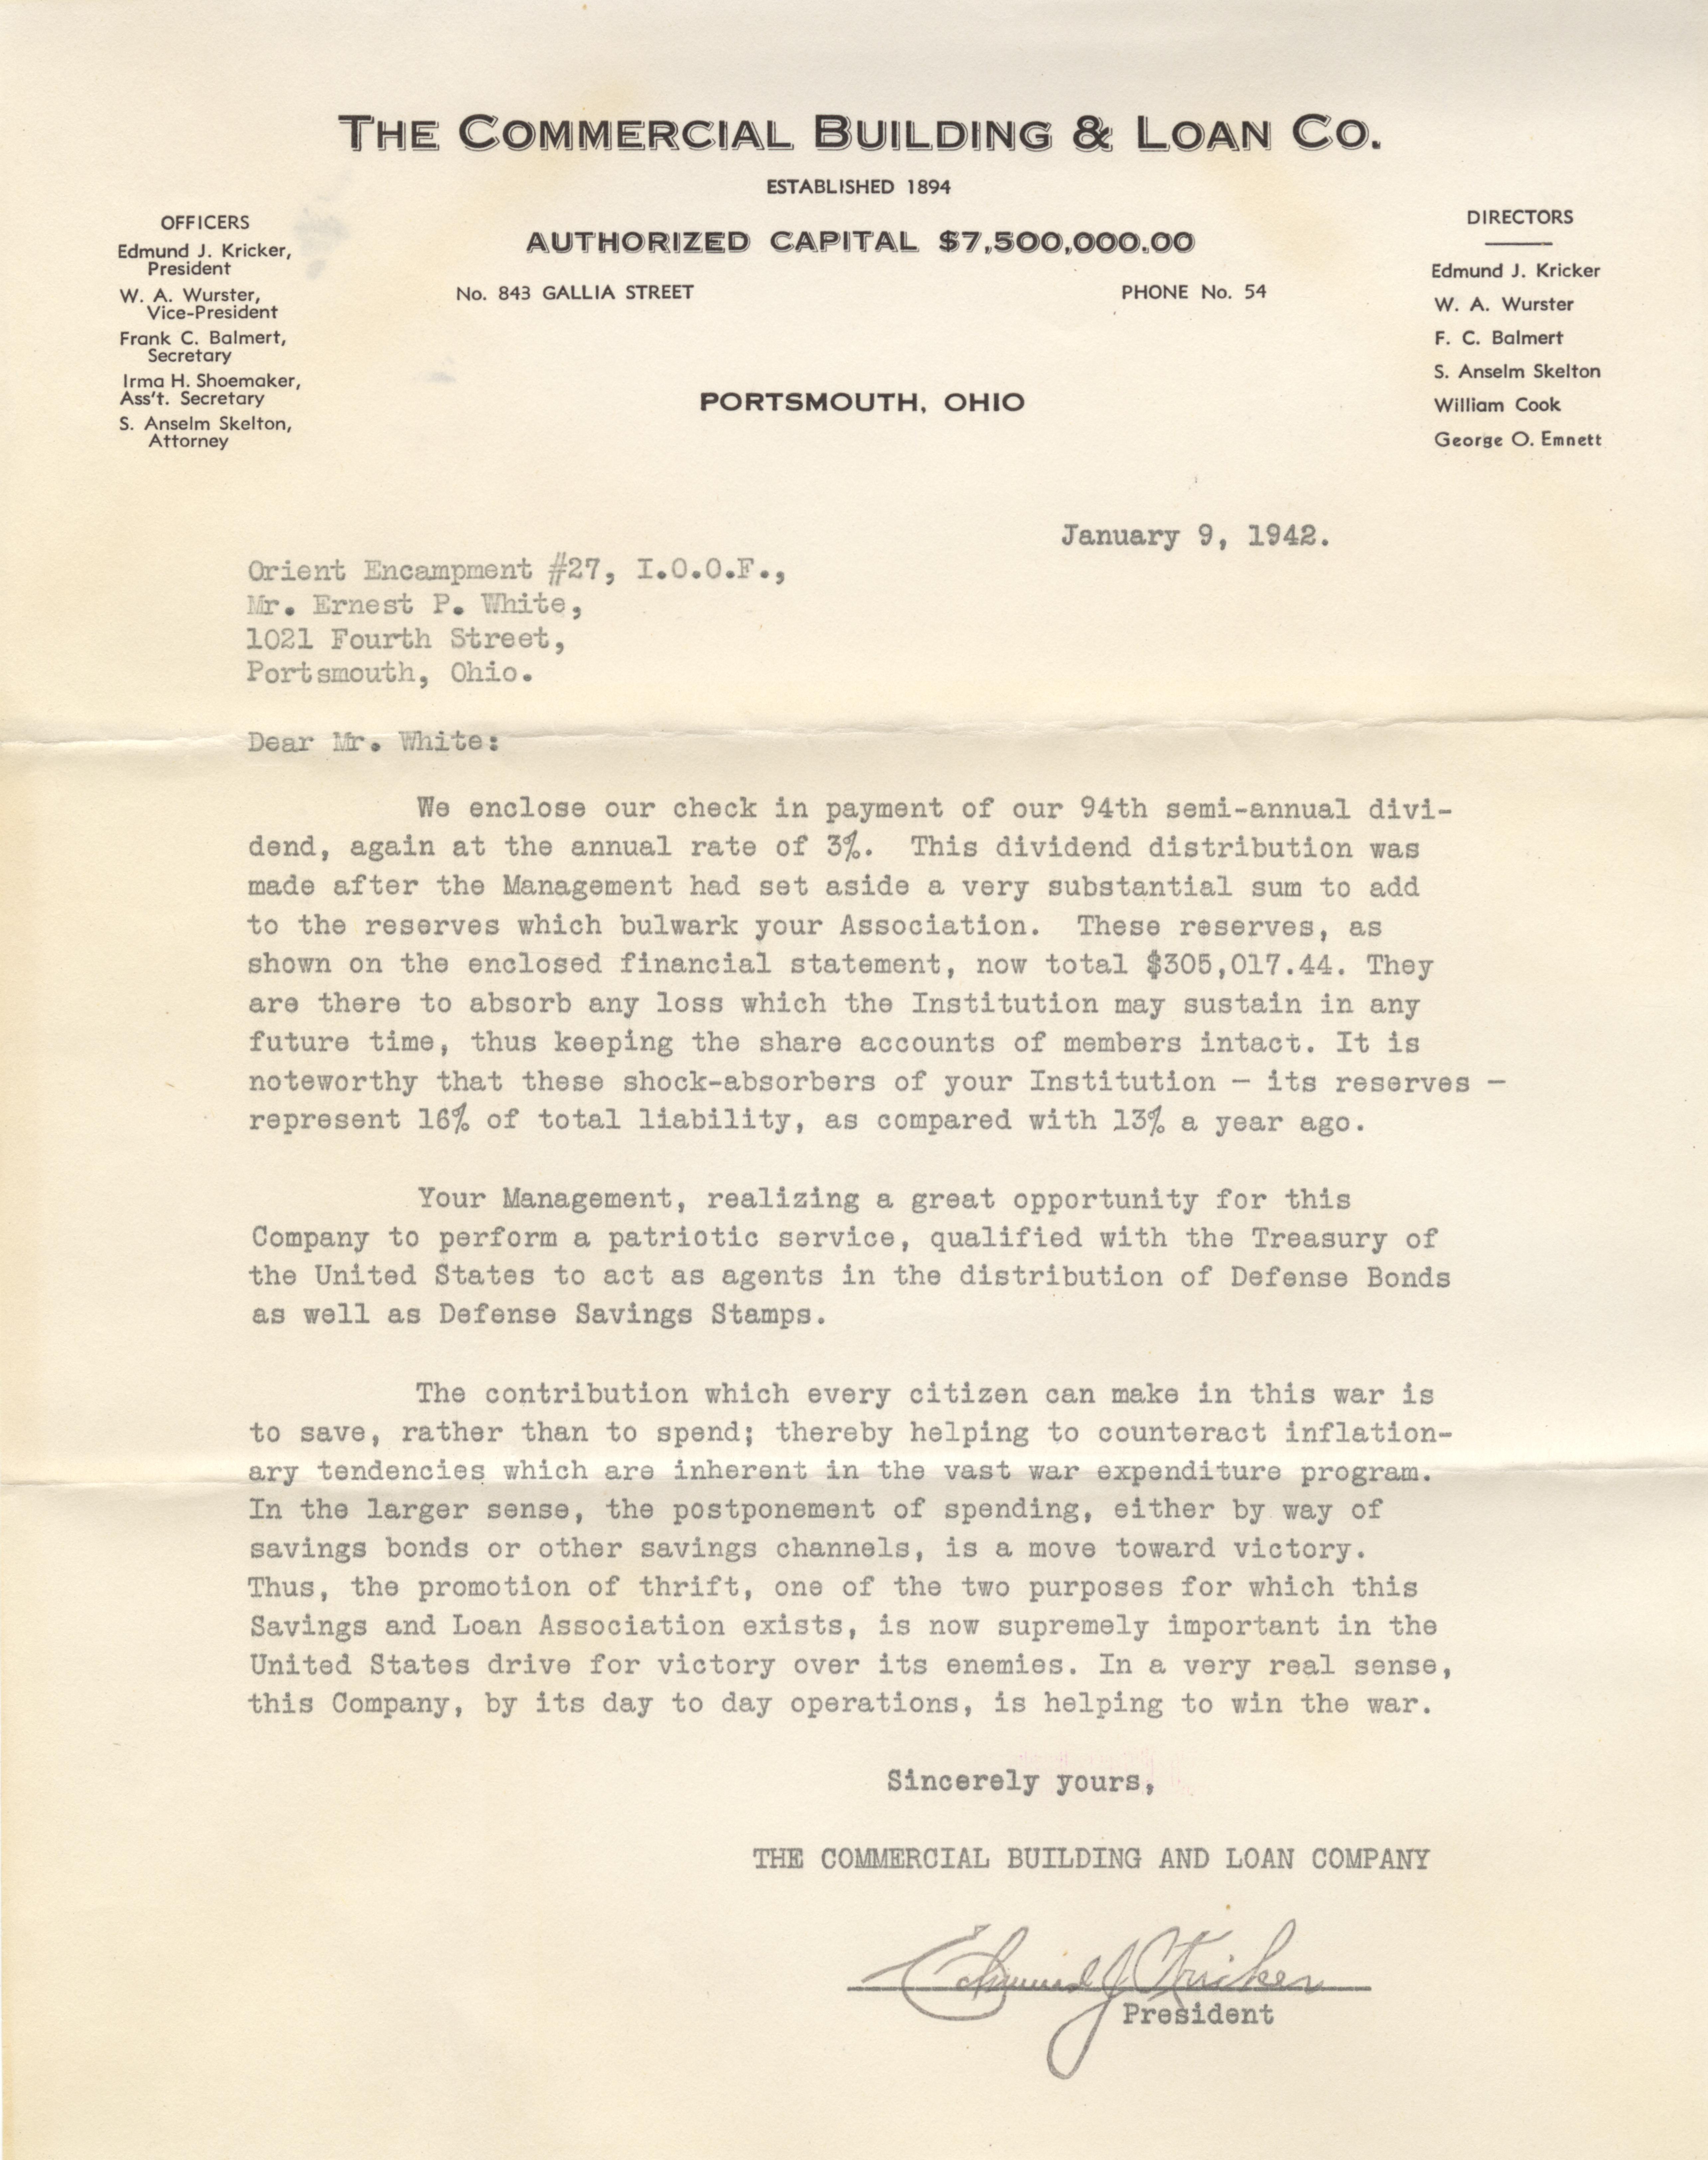 THE COMMERCIAL BUILDING & LOAN CO.
ESTABLISHED 1894
AUTHORIZED CAPITAL $7,500,000.00
No. 843 GALLIA STREET
PHONE No. 54
PORTSMOUTH, OHIO
OFFICERS
Edmund J. Kricker,
President
W. A. Wurster,
Vice-President
Frank C. Balmert,
Secretary
Irma H. Shoemaker,
Ass't. Secretary
S. Anselm Skelton,
Attorney
DIRECTORS
Edmund J. Kricker
W. A. Wurster
F. C. Balmert
S. Anselm Skelton
William Cook
George O. Emnett
January 9, 1942.
Orient Encampment #27, I.O.O.F.,
Mr. Ernest P. White,
1021 Fourth Street,
Portsmouth, Ohio.
Dear Mr. White:
We enclose our check in payment of our 94th semi-annual divi-
dend, again at the annual rate of 3%. This dividend distribution was
made after the Management had set aside a very substantial sum to add
to the reserves which bulwark your Association. These reserves, as
shown on the enclosed financial statement, now total $305,017.44. They
are there to absorb any loss which the Institution may sustain in any
future time, thus keeping the share accounts of members intact. It is
noteworthy that these shock-absorbers of your Institution - its reserves -
represent 16% of total liability, as compared with 13% a year ago.
Your Management, realizing a great opportunity for this
Company to perform a patriotic service, qualified with the Treasury of
the United States to act as agents in the distribution of Defense Bonds
as well as Defense Savings Stamps.
The contribution which every citizen can make in this war is
to save, rather than to spend; thereby helping to counteract inflation-
ary tendencies which are inherent in the vast war expenditure program.
In the larger sense, the postponement of spending, either by way of
savings bonds or other savings channels, is a move toward victory.
Thus, the promotion of thrift, one of the two purposes for which this
Savings and Loan Association exists, is now supremely important in the
United States drive for victory over its enemies. In a very real sense,
this Company, by its day to day operations, is helping to win the war.
Sincerely yours,
THE COMMERCIAL BUILDING AND LOAN COMPANY
Edmund J Kricker
President